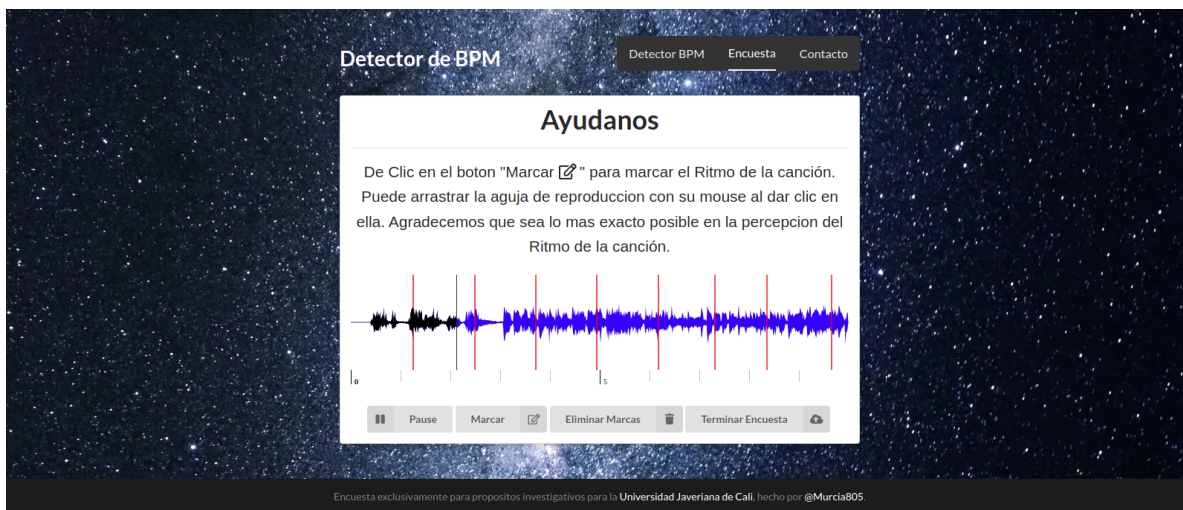 Detector de BPM
Detector BPM Encuesta Contacto
Ayudanos
De Clic en el boton "Marcar " para marcar el Ritmo de la canción.
Puede arrastrar la aguja de reproduccion con su mouse al dar clic en
ella. Agradecemos que sea lo mas exacto posible en la percepcion del
Ritmo de la canción.
0 5
Pause Marcar Eliminar Marcas Terminar Encuesta
Encuesta exclusivamente para propositos investigativos para la Universidad Javeriana de Cali, hecho por @Murcia805.